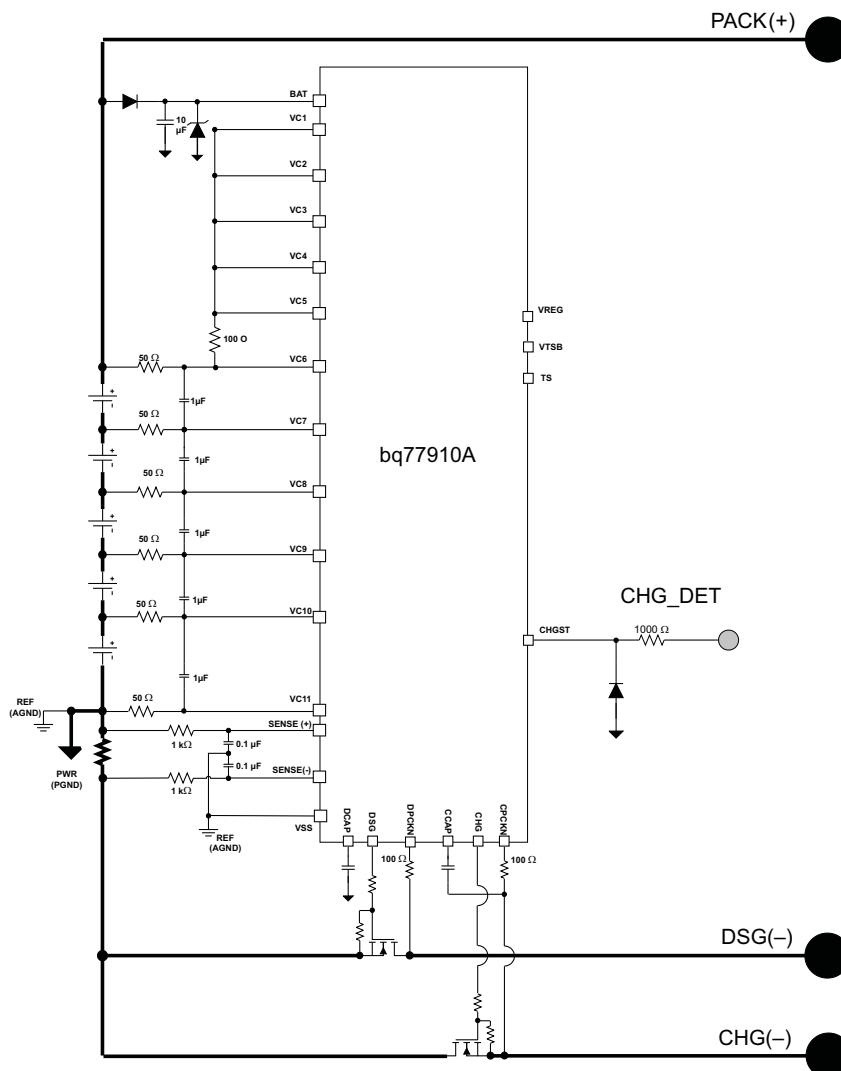 PACK(+)
BAT
10
µF
VC1
VC2
VC3
VC4
VC5
100 O
VREG
VTSB
TS
50 Ω
VC6
+
1µF
50 Ω
VC7
bq77910A
+
1µF
50 Ω
VC8
+
1µF
50 Ω
VC9
+
1µF
50 Ω
VC10
CHG_DET
CHGST
1000 Ω
+
1µF
50 Ω
VC11
REF
(AGND)
SENSE (+)
1 kΩ
0.1 µF
0.1 µF
PWR
(PGND)
SENSE(-)
1 kΩ
VSS
REF
(AGND)
DCAP
DSG
DPCKN
CCAP
CHG
CPCKN
100 Ω
100 Ω
DSG(–)
CHG(–)